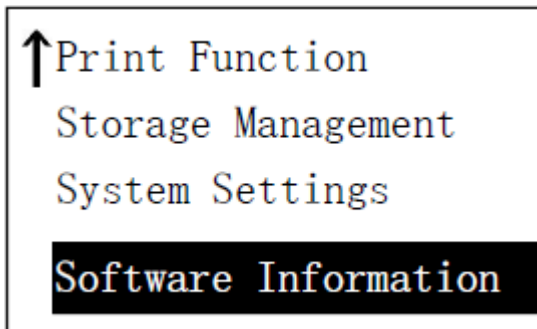 ↑Print Function
Storage Management
System Settings
Software Information